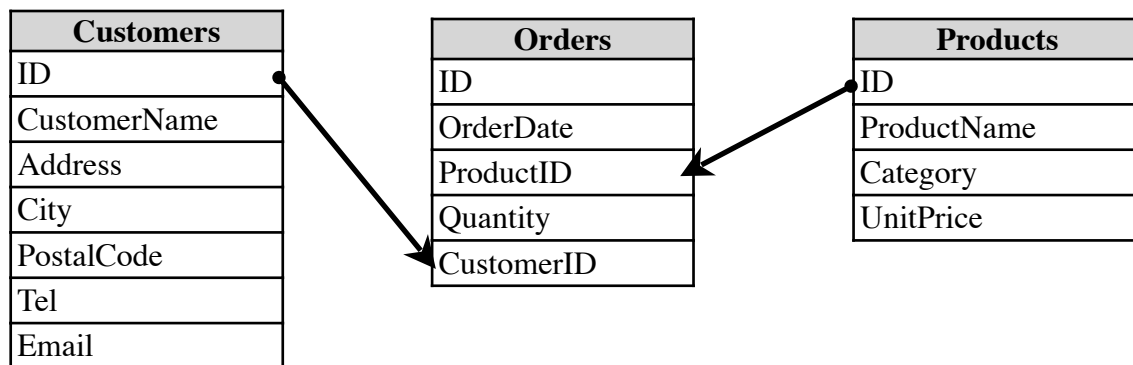 Customers
ID
CustomerName
Address
City
PostalCode
Tel
Email
Orders
ID
OrderDate
ProductID
Quantity
CustomerID
Products
ID
ProductName
Category
UnitPrice